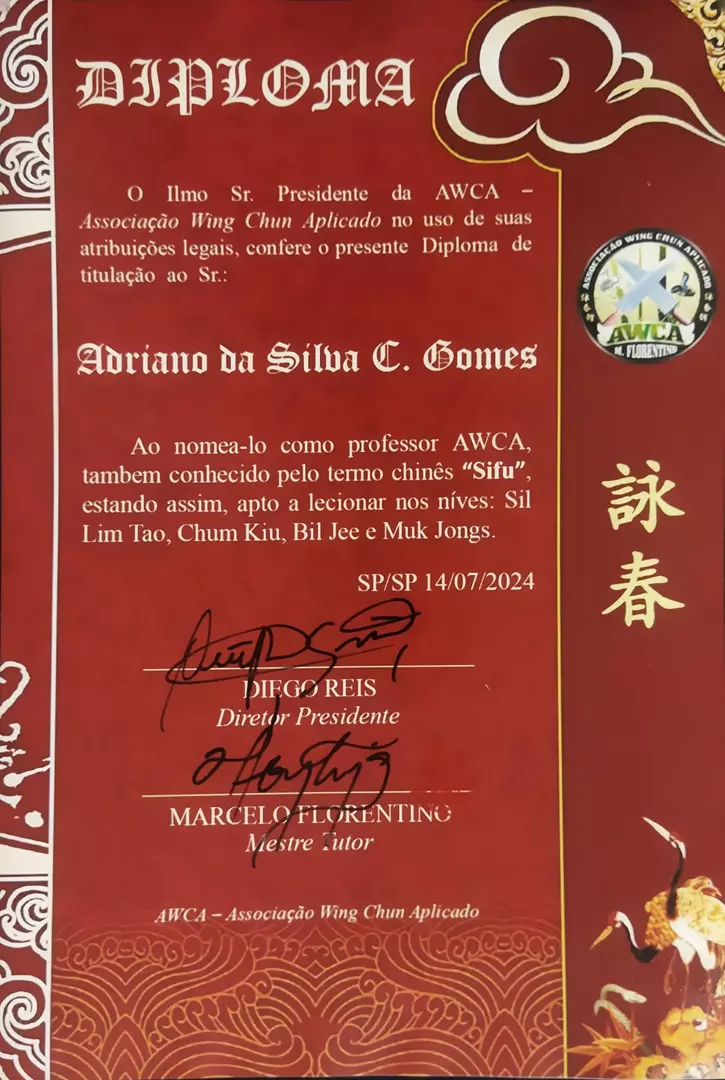 DIPLOMA
O Ilmo Sr. Presidente da AWCA –
Associação Wing Chun Aplicado no uso de suas
atribuições legais, confere o presente Diploma de
titulação ao Sr.:
ASSOCIAÇÃO WING CHUN APLICADO
AWCA
M. FLORENTINO
Adriano da Silva C. Gomes
Ao nomea-lo como professor AWCA,
tambem conhecido pelo termo chinês “Sifu”,
estando assim, apto a lecionar nos níves: Sil
Lim Tao, Chum Kiu, Bil Jee e Muk Jongs.
詠
春
SP/SP 14/07/2024
DIEGO REIS
Diretor Presidente
MARCELO FLORENTINO
Mestre Tutor
AWCA – Associação Wing Chun Aplicado